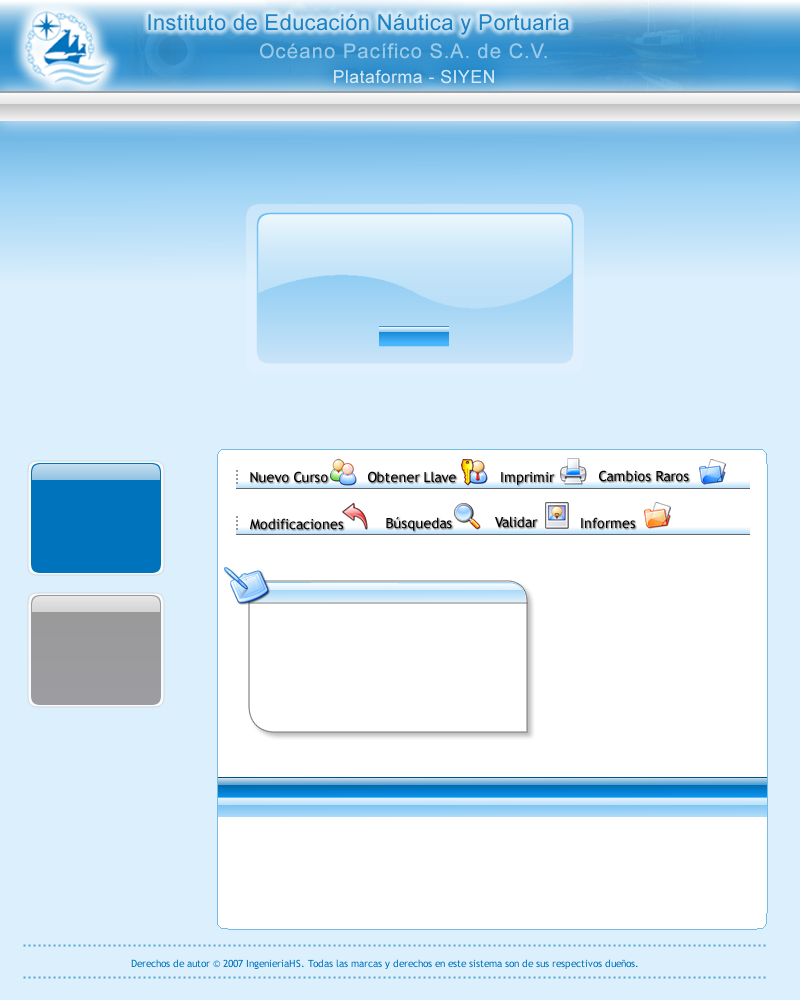 Instituto de Educación Náutica y Portuaria
Océano Pacífico S.A. de C.V.
Plataforma - SIYEN
Nuevo Curso Obtener Llave Imprimir Cambios Raros
Modificaciones Búsquedas Validar Informes
Derechos de autor © 2007 IngenieriaHS. Todas las marcas y derechos en este sistema son de sus respectivos dueños.